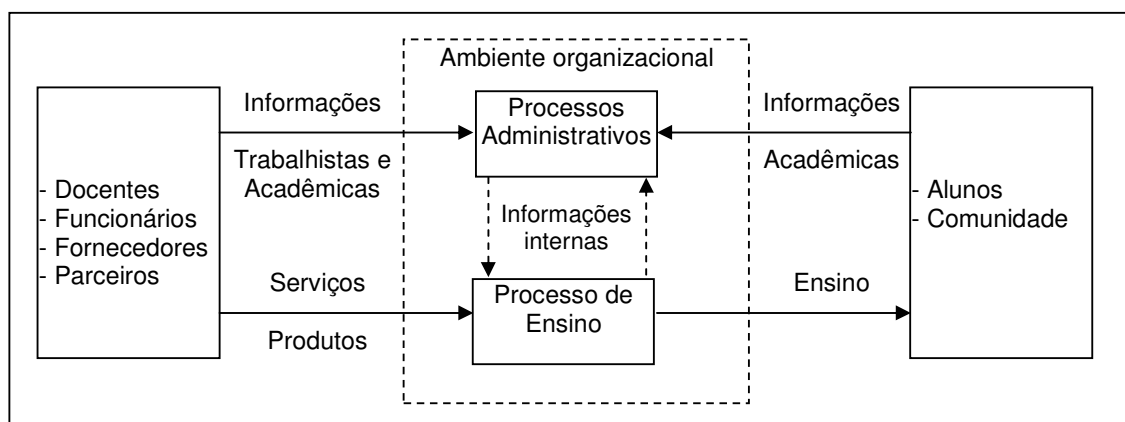 Ambiente organizacional
- Docentes
- Funcionários
- Fornecedores
- Parceiros
Informações
Trabalhistas e
Acadêmicas
Serviços
Produtos
Processos
Administrativos
Informações
internas
Processo de
Ensino
Informações
Acadêmicas
Ensino
- Alunos
- Comunidade